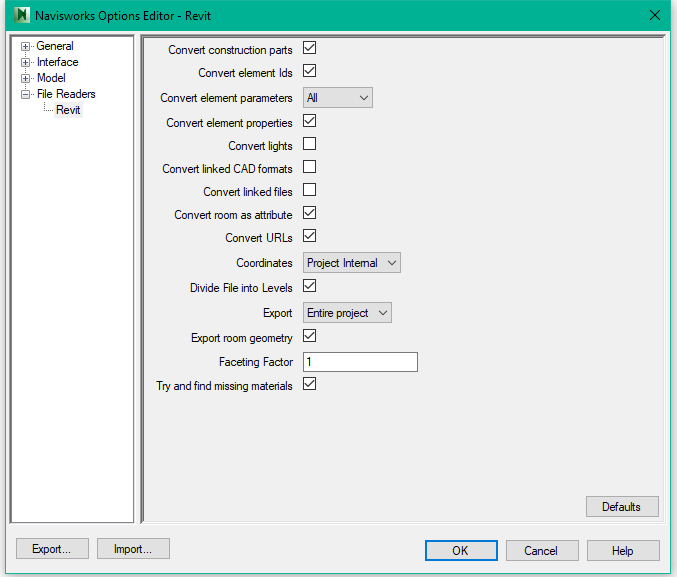 Navisworks Options Editor - Revit
General
Interface
Model
File Readers
Revit
Convert construction parts
Convert element Ids
Convert element parameters All
Convert element properties
Convert lights
Convert linked CAD formats
Convert linked files
Convert room as attribute
Convert URLs
Coordinates Project Internal
Divide File into Levels
Export Entire project
Export room geometry
Faceting Factor 1
Try and find missing materials
Defaults
Export... Import... OK Cancel Help